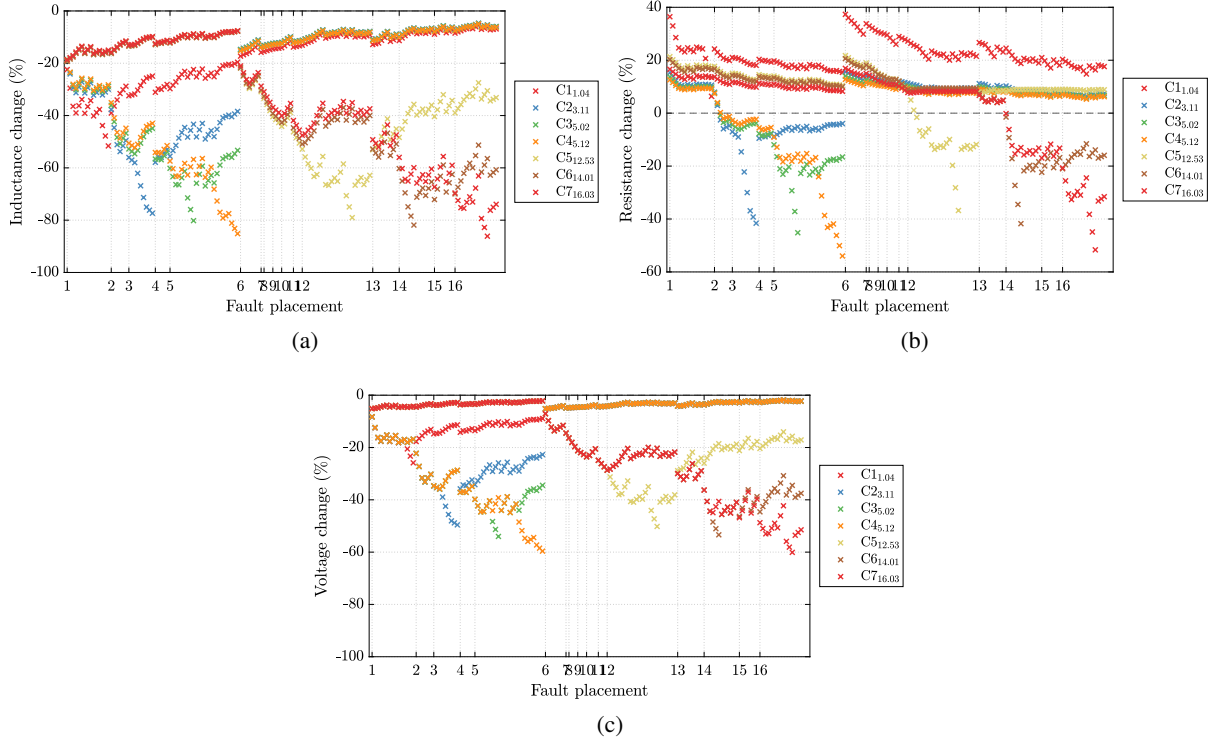 Inductance change (%)
0
-20
-40
-60
-80
-100
1 2 3 4 5 6 7 8 9 10 11 12 13 14 15 16
Fault placement
C1₁.₀₄
C2₃.₁₁
C3₅.₀₂
C4₅.₁₂
C5₁₂.₅₃
C6₁₄.₀₁
C7₁₆.₀₃
(a)
Resistance change (%)
40
20
0
-20
-40
-60
1 2 3 4 5 6 7 8 9 10 11 12 13 14 15 16
Fault placement
C1₁.₀₄
C2₃.₁₁
C3₅.₀₂
C4₅.₁₂
C5₁₂.₅₃
C6₁₄.₀₁
C7₁₆.₀₃
(b)
Voltage change (%)
0
-20
-40
-60
-80
-100
1 2 3 4 5 6 7 8 9 10 11 12 13 14 15 16
Fault placement
C1₁.₀₄
C2₃.₁₁
C3₅.₀₂
C4₅.₁₂
C5₁₂.₅₃
C6₁₄.₀₁
C7₁₆.₀₃
(c)